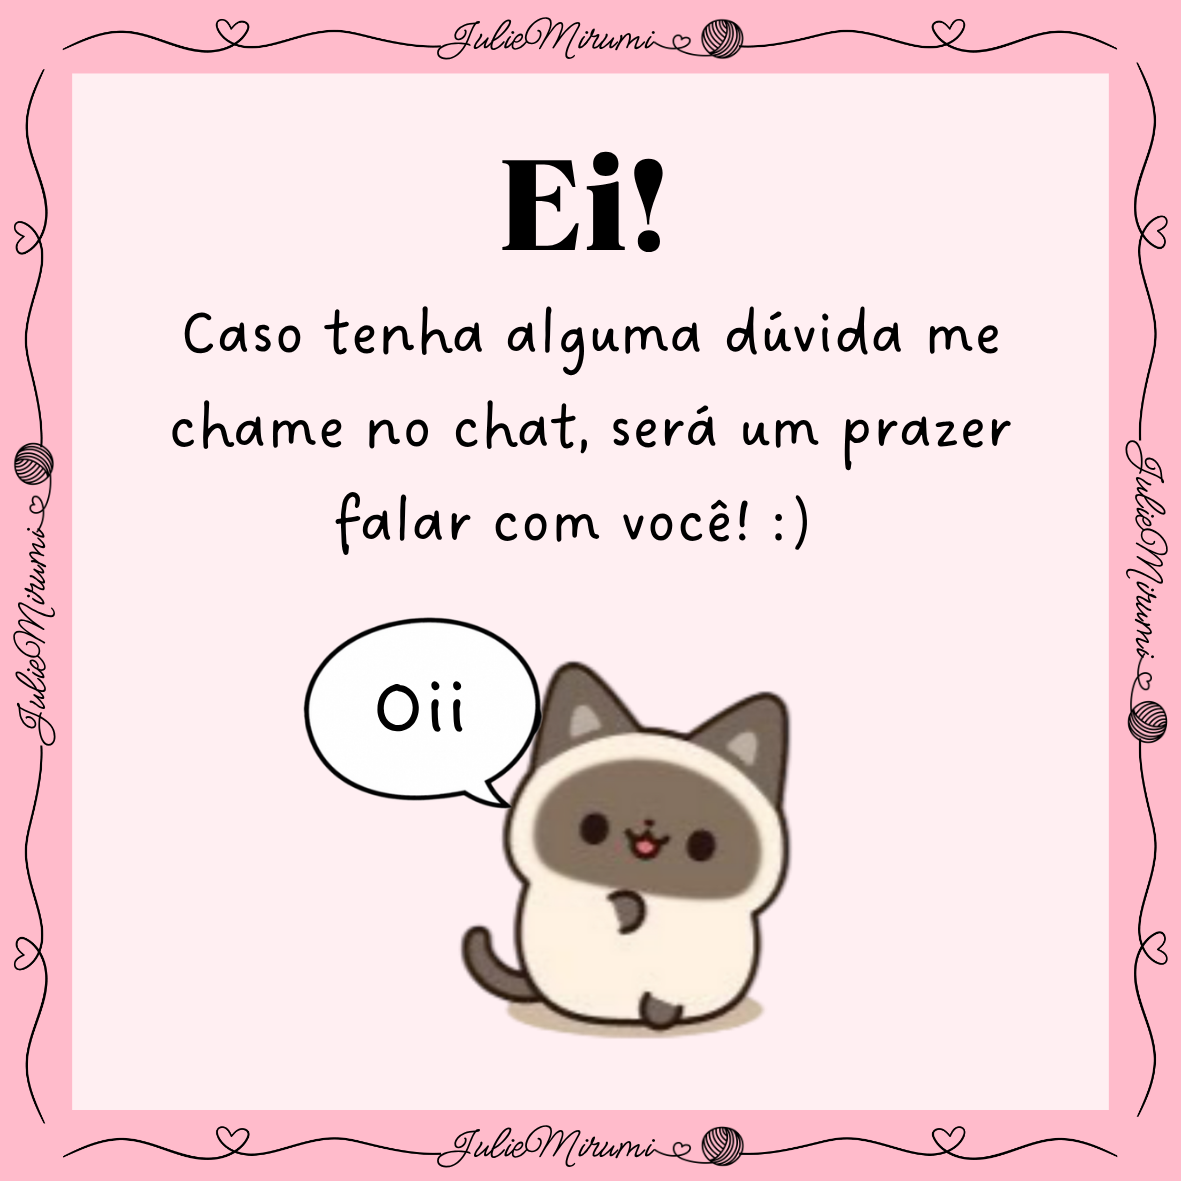 JulieMirumi
Ei!
Caso tenha alguma dúvida me
chame no chat, será um prazer
falar com você! :)
Oii
JulieMirumi
JulieMirumi
JulieMirumi